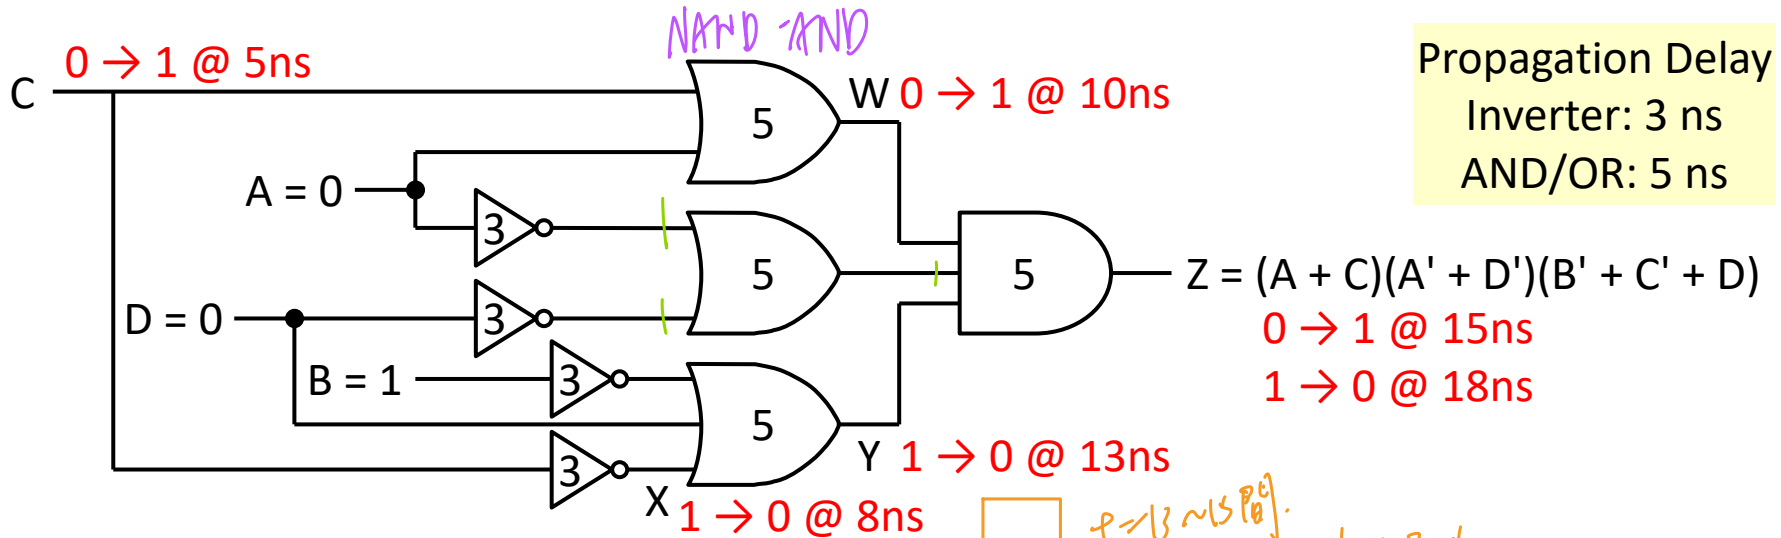 NAND-AND
C 0 → 1 @ 5ns
5
W 0 → 1 @ 10ns
Propagation Delay
Inverter: 3 ns
AND/OR: 5 ns
A = 0
3
5
5
Z = (A + C)(A' + D')(B' + C' + D)
D = 0
3
0 → 1 @ 15ns
B = 1
3
1 → 0 @ 18ns
5
3
Y 1 → 0 @ 13ns
X 1 → 0 @ 8ns